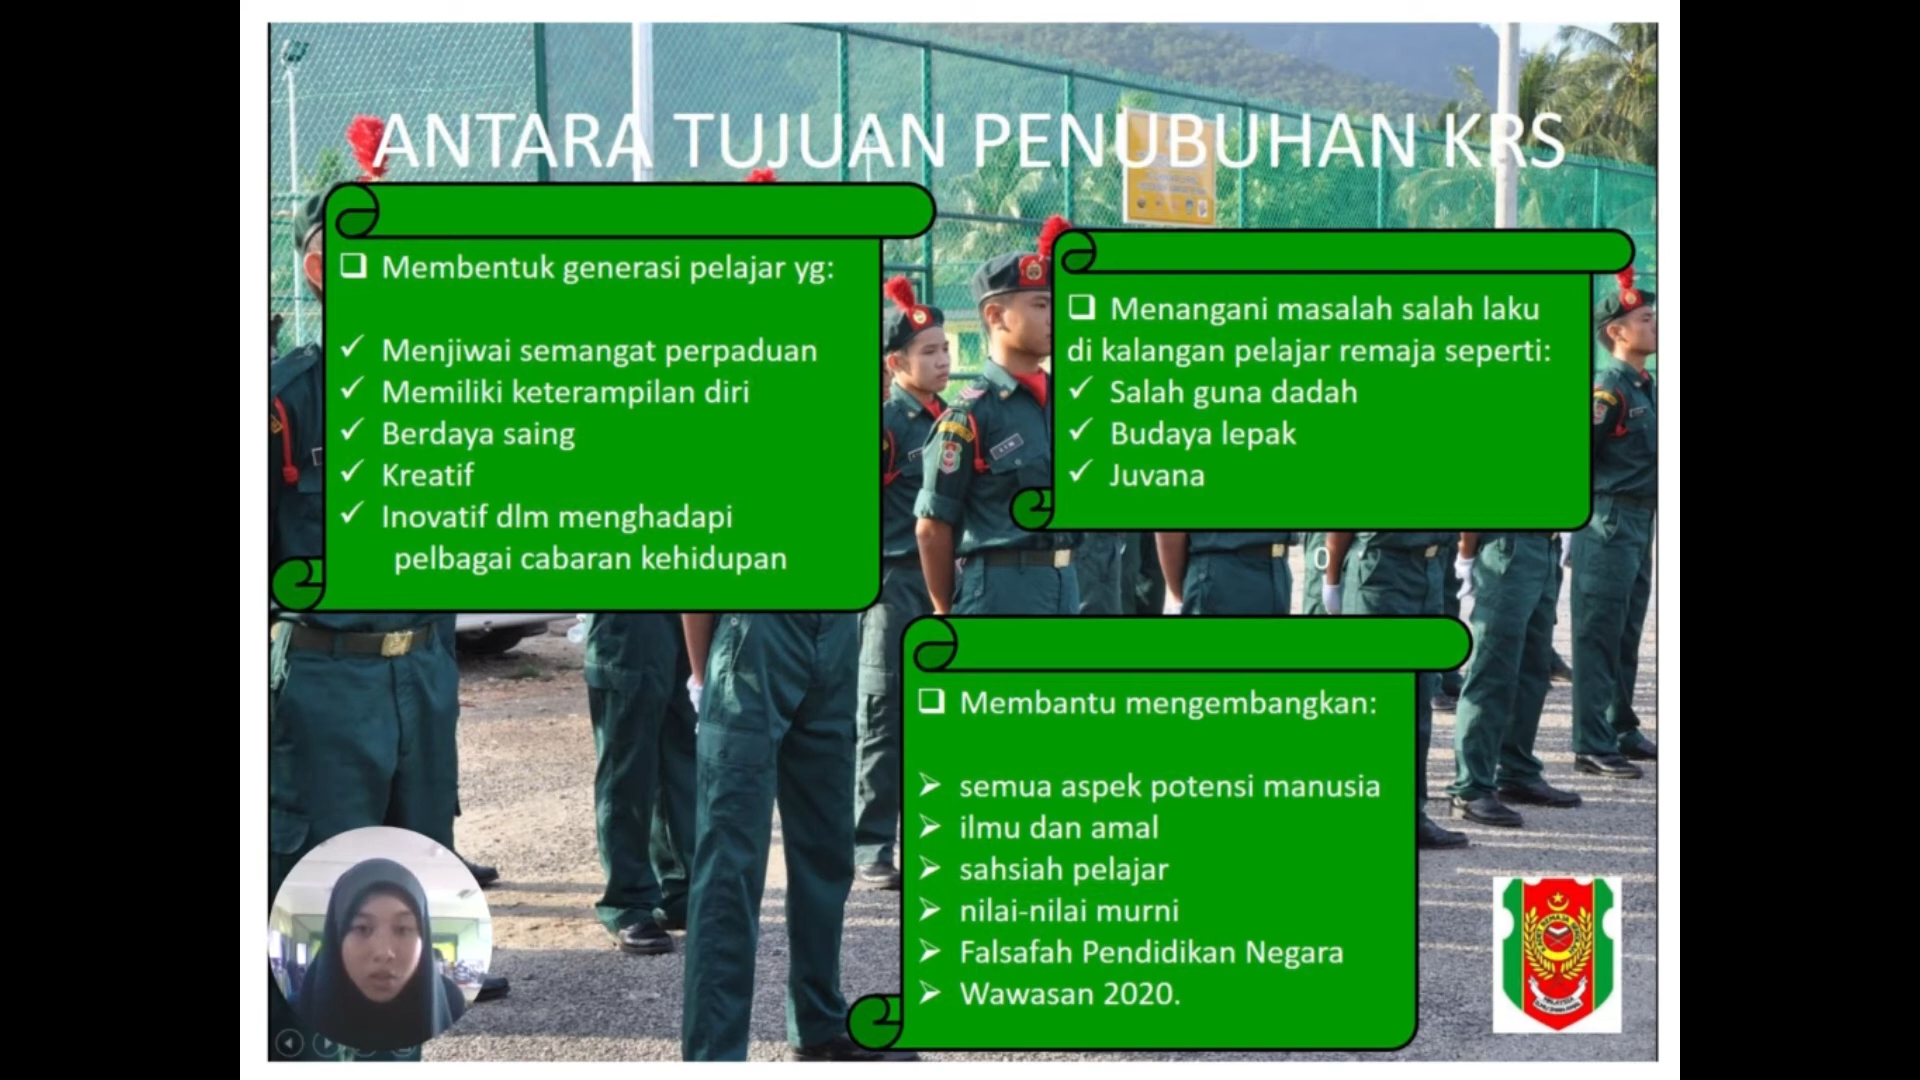 ANTARA TUJUAN PENUBUHAN KRS
Membentuk generasi pelajar yg:
Menjiwai semangat perpaduan
Memiliki keterampilan diri
Berdaya saing
Kreatif
Inovatif dlm menghadapi
pelbagai cabaran kehidupan
Menangani masalah salah laku
di kalangan pelajar remaja seperti:
Salah guna dadah
Budaya lepak
Juvana
0
Membantu mengembangkan:
semua aspek potensi manusia
ilmu dan amal
sahsiah pelajar
nilai-nilai murni
Falsafah Pendidikan Negara
Wawasan 2020.